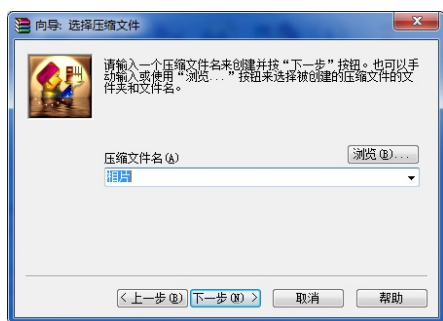 向导: 选择压缩文件
请输入一个压缩文件名来创建并按“下一步”按钮。也可以手
动输入或使用“浏览...”按钮来选择被创建的压缩文件的文
件夹和文件名。
压缩文件名(A)
浏览(B)...
相片
< 上一步(B)
下一步(N) >
取消
帮助